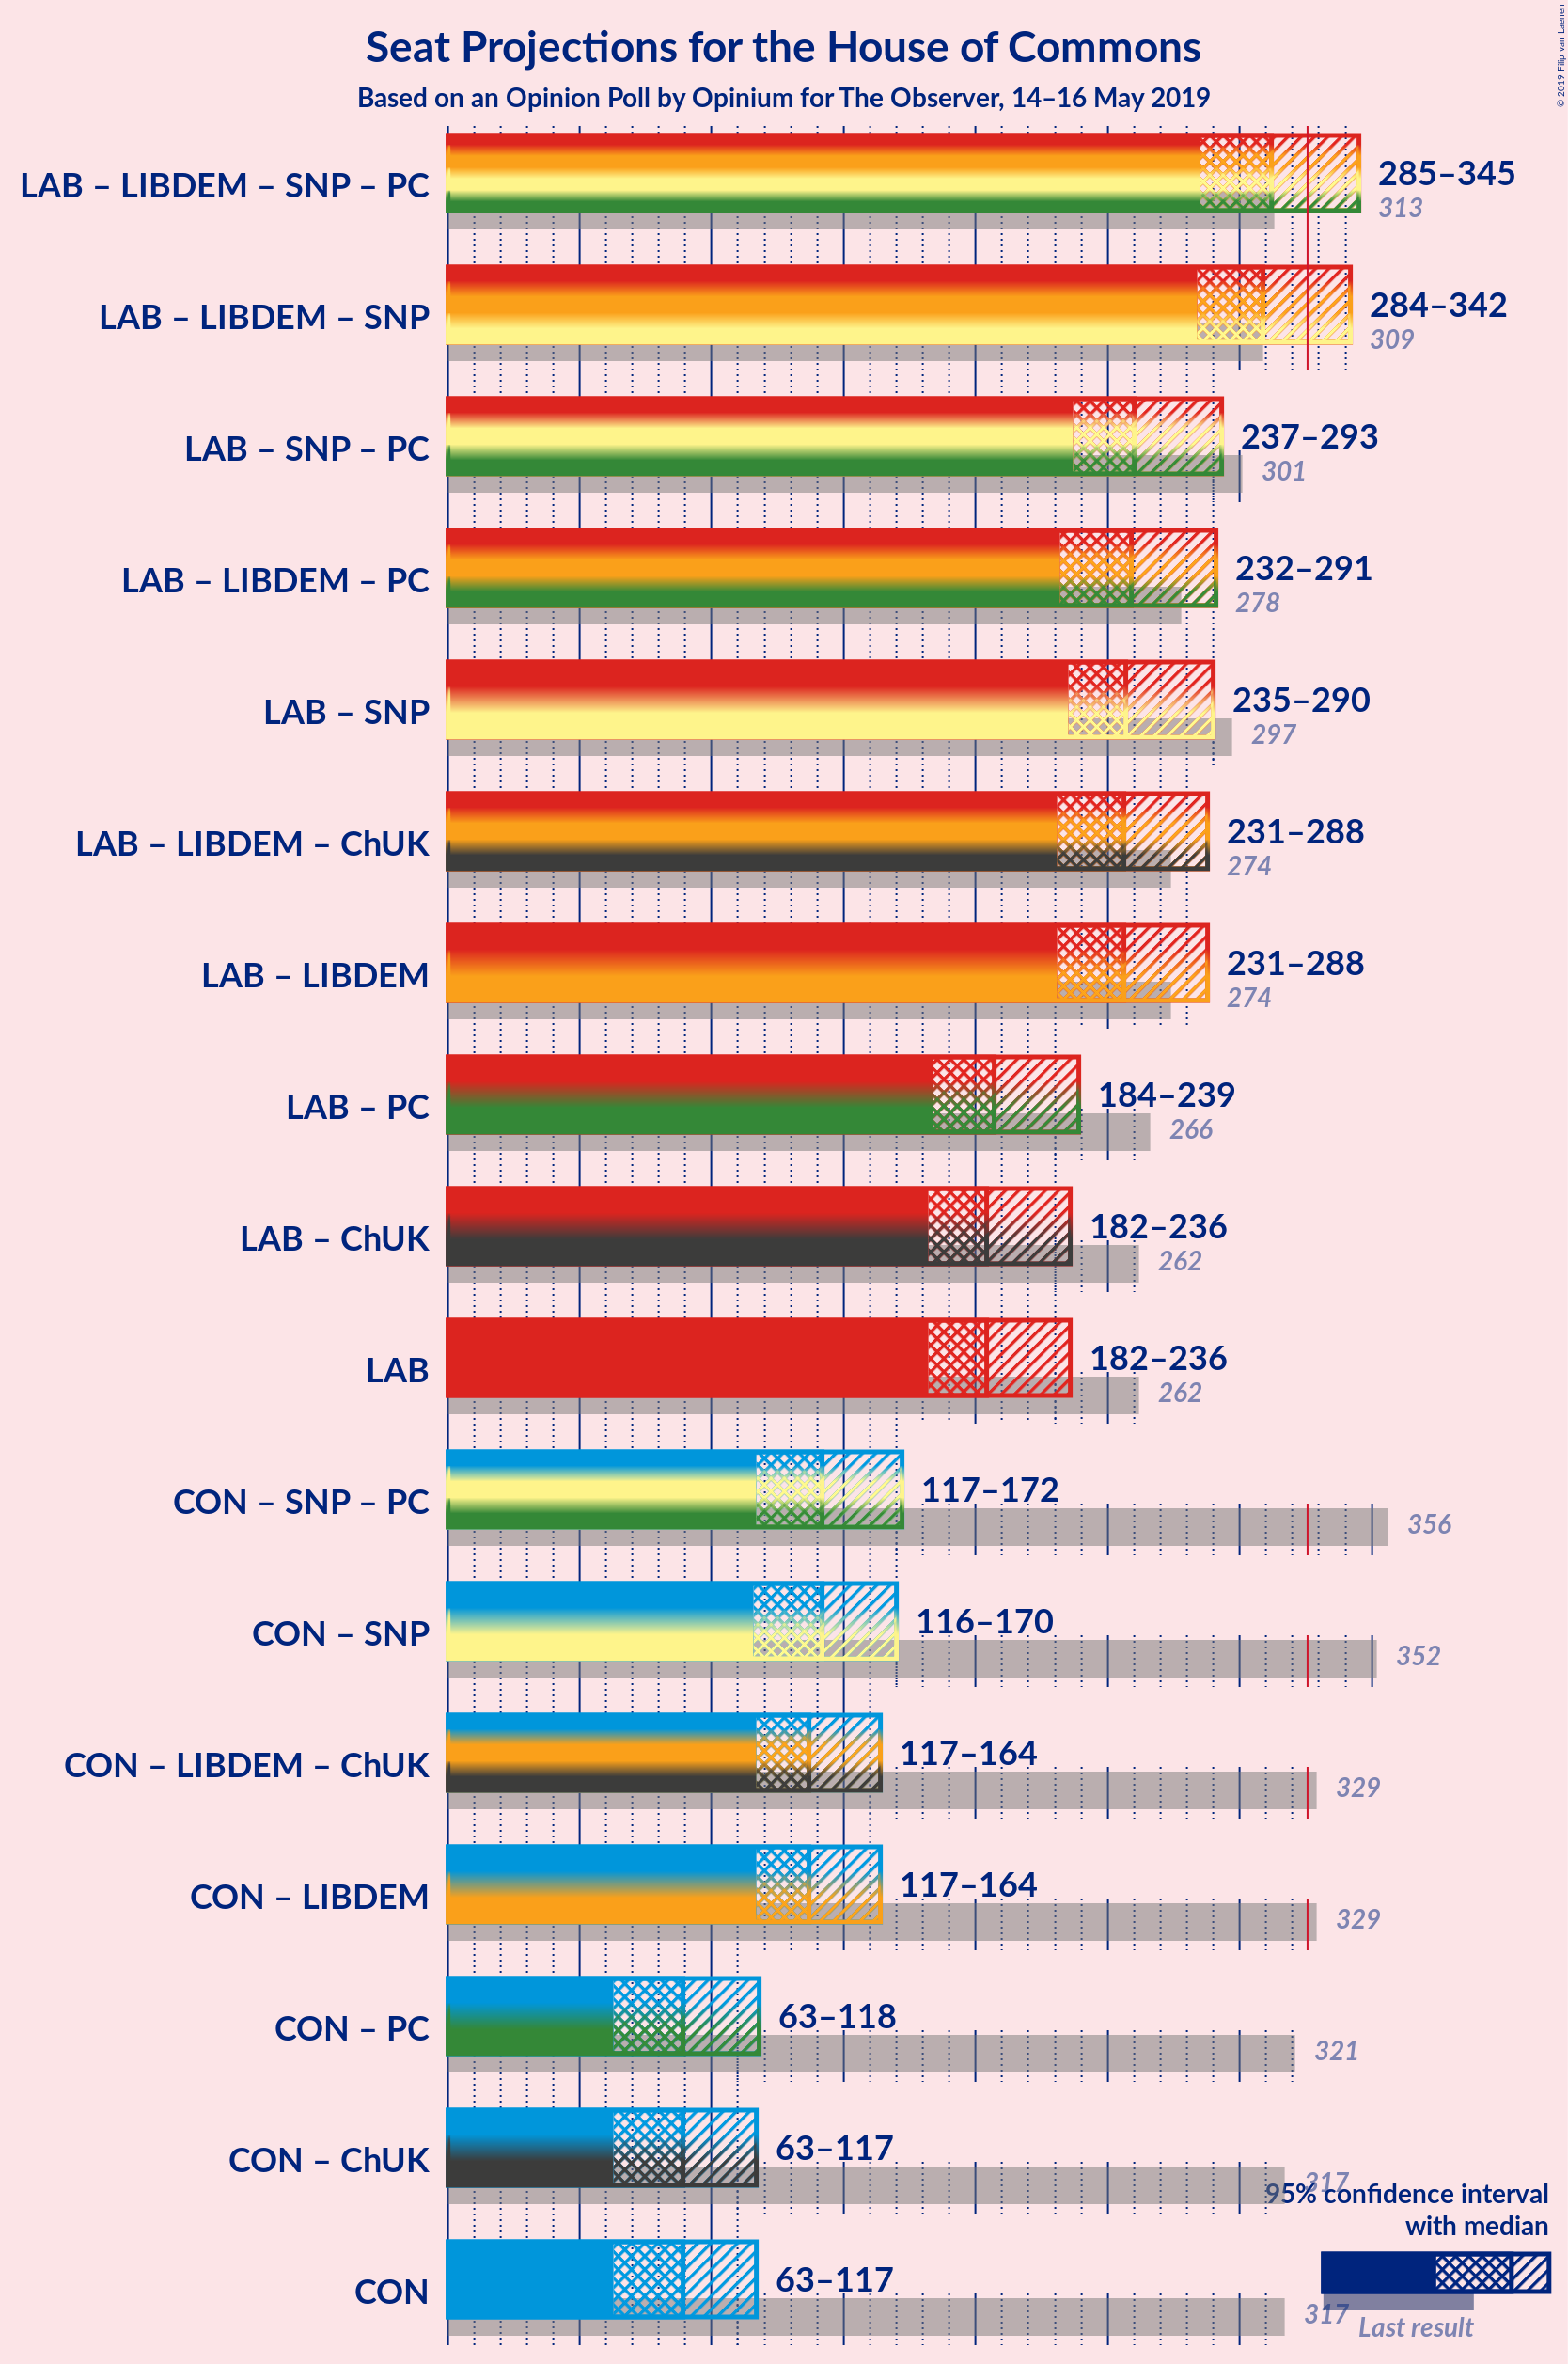 Seat Projections for the House of Commons
Based on an Opinion Poll by Opinium for The Observer, 14–16 May 2019
© 2019 Filip van Laenen
LAB – LIBDEM – SNP – PC
285–345
313
LAB – LIBDEM – SNP
284–342
309
LAB – SNP – PC
237–293
301
LAB – LIBDEM – PC
232–291
278
LAB – SNP
235–290
297
LAB – LIBDEM – ChUK
231–288
274
LAB – LIBDEM
231–288
274
LAB – PC
184–239
266
LAB – ChUK
182–236
262
LAB
182–236
262
CON – SNP – PC
117–172
356
CON – SNP
116–170
352
CON – LIBDEM – ChUK
117–164
329
CON – LIBDEM
117–164
329
CON – PC
63–118
321
CON – ChUK
63–117
317
CON
63–117
317
95% confidence interval
with median
Last result